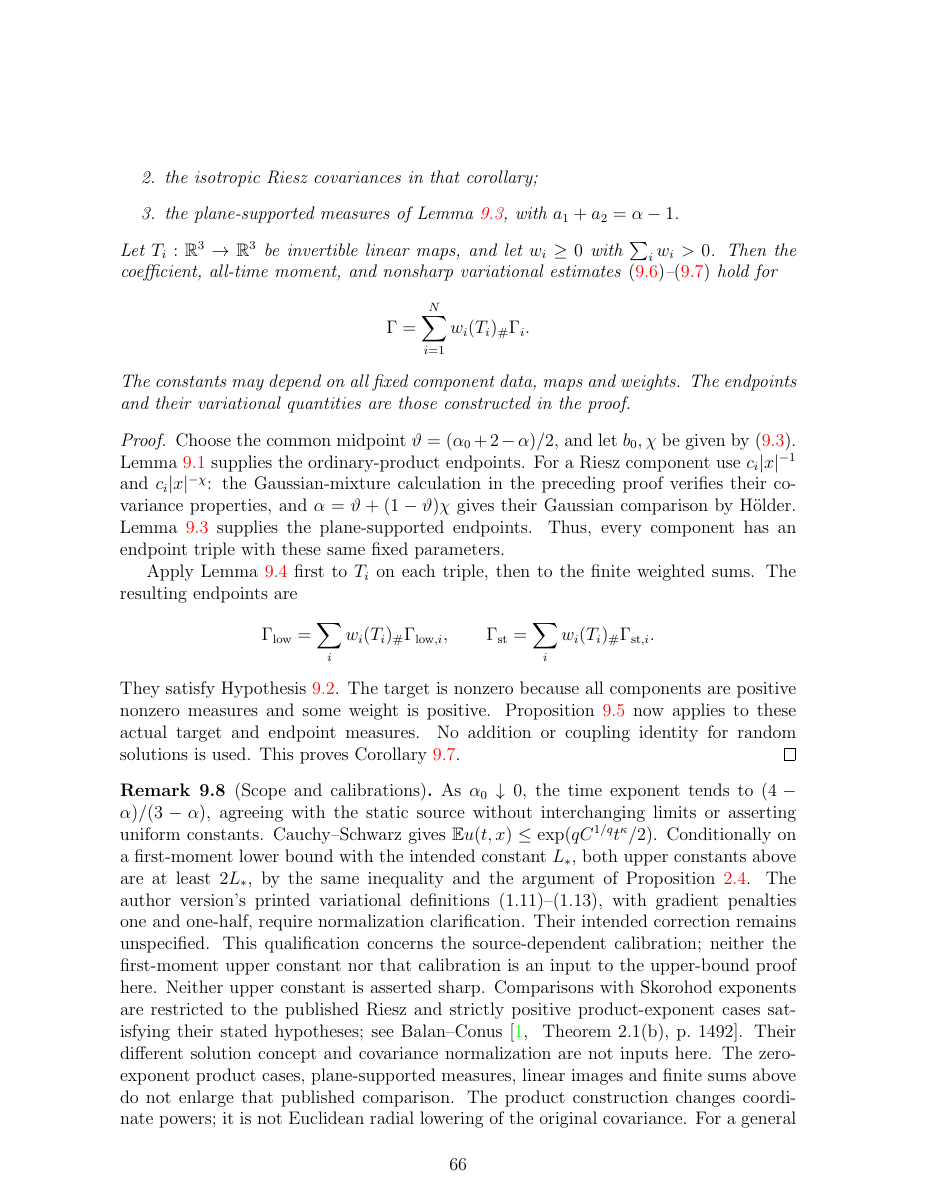 2. the isotropic Riesz covariances in that corollary;
3. the plane-supported measures of Lemma 9.3, with a₁ + a₂ = α − 1.
Let Tᵢ : ℝ³ → ℝ³ be invertible linear maps, and let wᵢ ≥ 0 with ∑ᵢ wᵢ > 0. Then the
coefficient, all-time moment, and nonsharp variational estimates (9.6)–(9.7) hold for
Γ = ∑_{i=1}^{N} wᵢ(Tᵢ)_#Γᵢ.
The constants may depend on all fixed component data, maps and weights. The endpoints
and their variational quantities are those constructed in the proof.
Proof. Choose the common midpoint ϑ = (α₀ + 2 − α)/2, and let b₀, χ be given by (9.3).
Lemma 9.1 supplies the ordinary-product endpoints. For a Riesz component use cᵢ|x|⁻¹
and cᵢ|x|^{−χ}: the Gaussian-mixture calculation in the preceding proof verifies their co-
variance properties, and α = ϑ + (1 − ϑ)χ gives their Gaussian comparison by Hölder.
Lemma 9.3 supplies the plane-supported endpoints. Thus, every component has an
endpoint triple with these same fixed parameters.
Apply Lemma 9.4 first to Tᵢ on each triple, then to the finite weighted sums. The
resulting endpoints are
Γ_low = ∑_i wᵢ(Tᵢ)_#Γ_{low,i}, Γ_st = ∑_i wᵢ(Tᵢ)_#Γ_{st,i}.
They satisfy Hypothesis 9.2. The target is nonzero because all components are positive
nonzero measures and some weight is positive. Proposition 9.5 now applies to these
actual target and endpoint measures. No addition or coupling identity for random
solutions is used. This proves Corollary 9.7. □
Remark 9.8 (Scope and calibrations). As α₀ ↓ 0, the time exponent tends to (4 −
α)/(3 − α), agreeing with the static source without interchanging limits or asserting
uniform constants. Cauchy–Schwarz gives 𝔼u(t, x) ≤ exp(qC^{1/q}t^κ/2). Conditionally on
a first-moment lower bound with the intended constant L_*, both upper constants above
are at least 2L_*, by the same inequality and the argument of Proposition 2.4. The
author version's printed variational definitions (1.11)–(1.13), with gradient penalties
one and one-half, require normalization clarification. Their intended correction remains
unspecified. This qualification concerns the source-dependent calibration; neither the
first-moment upper constant nor that calibration is an input to the upper-bound proof
here. Neither upper constant is asserted sharp. Comparisons with Skorohod exponents
are restricted to the published Riesz and strictly positive product-exponent cases sat-
isfying their stated hypotheses; see Balan–Conus [1, Theorem 2.1(b), p. 1492]. Their
different solution concept and covariance normalization are not inputs here. The zero-
exponent product cases, plane-supported measures, linear images and finite sums above
do not enlarge that published comparison. The product construction changes coordi-
nate powers; it is not Euclidean radial lowering of the original covariance. For a general
66